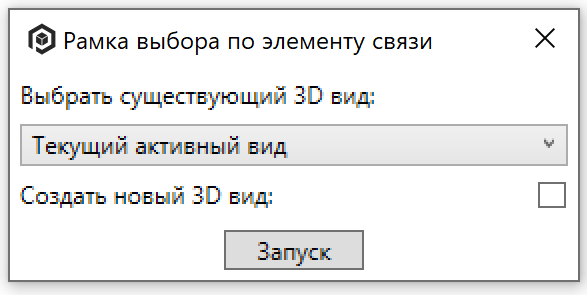 Рамка выбора по элементу связи
Выбрать существующий 3D вид:
Текущий активный вид
Создать новый 3D вид:
Запуск